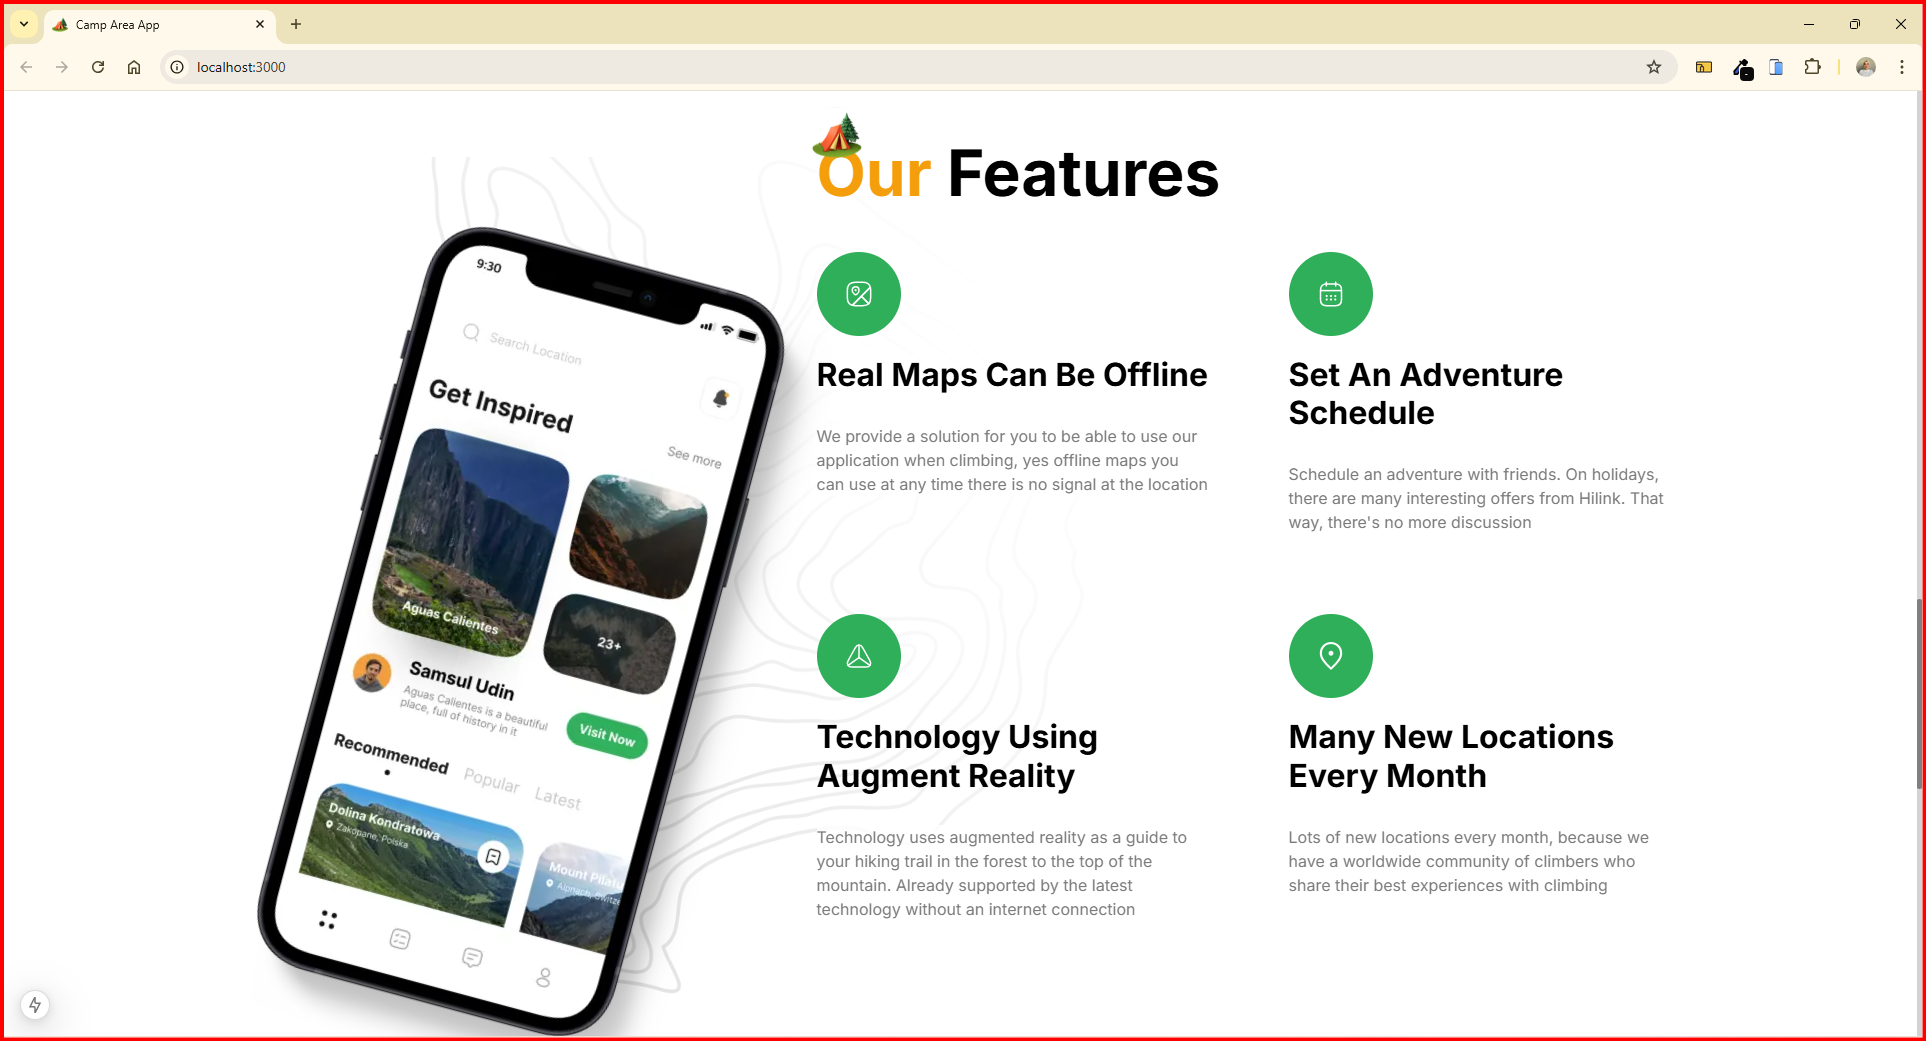 Camp Area App
localhost:3000
Our Features
9:30
Search Location
Get Inspired
See more
Aguas Calientes
23+
Samsul Udin
Aguas Calientes is a beautiful
place, full of history in it
Visit Now
Recommended
Popular
Latest
Dolina Kondratowa
Zakopane, Polska
Mount
Alpnach,
Real Maps Can Be Offline
We provide a solution for you to be able to use our
application when climbing, yes offline maps you
can use at any time there is no signal at the location
Set An Adventure
Schedule
Schedule an adventure with friends. On holidays,
there are many interesting offers from Hilink. That
way, there's no more discussion
Technology Using
Augment Reality
Technology uses augmented reality as a guide to
your hiking trail in the forest to the top of the
mountain. Already supported by the latest
technology without an internet connection
Many New Locations
Every Month
Lots of new locations every month, because we
have a worldwide community of climbers who
share their best experiences with climbing